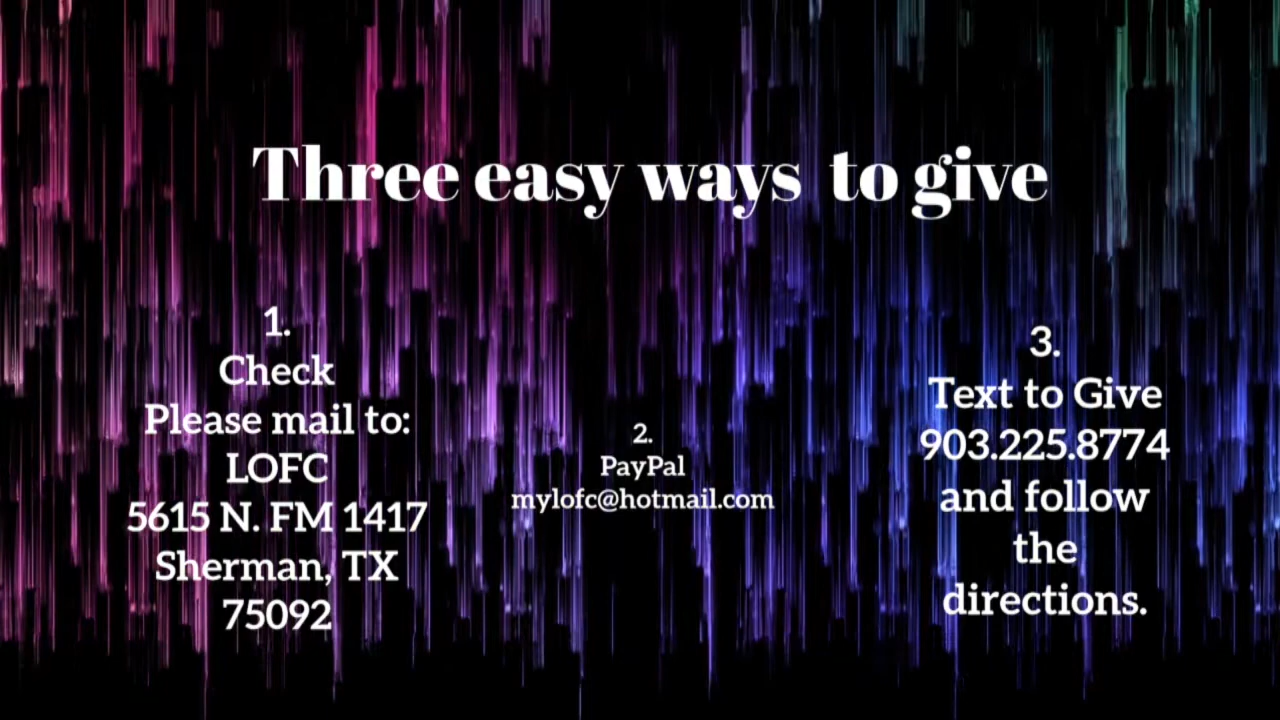 Three easy ways to give
1.
Check
Please mail to:
LOFC
5615 N. FM 1417
Sherman, TX
75092
2.
PayPal
mylofc@hotmail.com
3.
Text to Give
903.225.8774
and follow
the
directions.